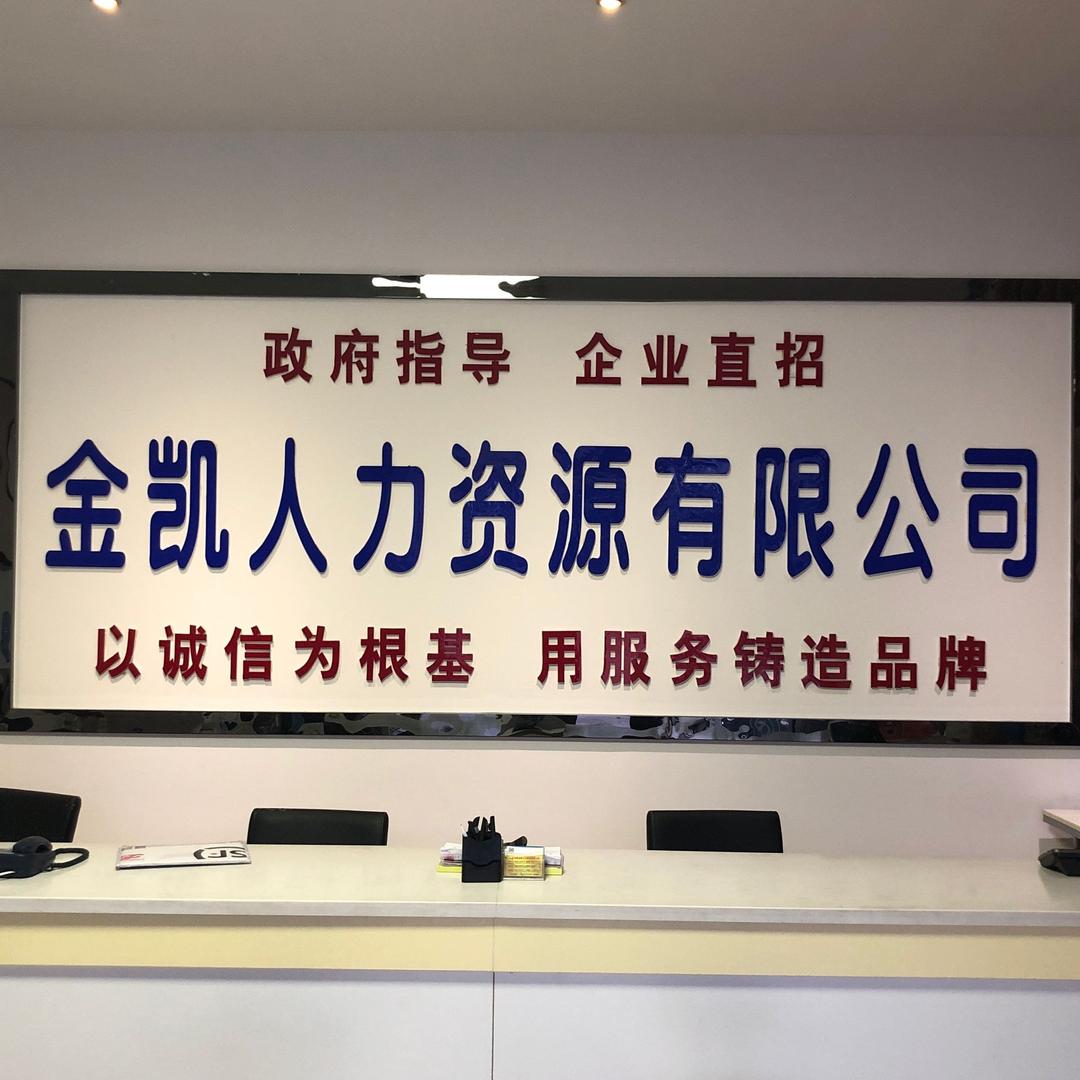 政府指导 企业直招
金凯人力资源有限公司
以诚信为根基 用服务铸造品牌